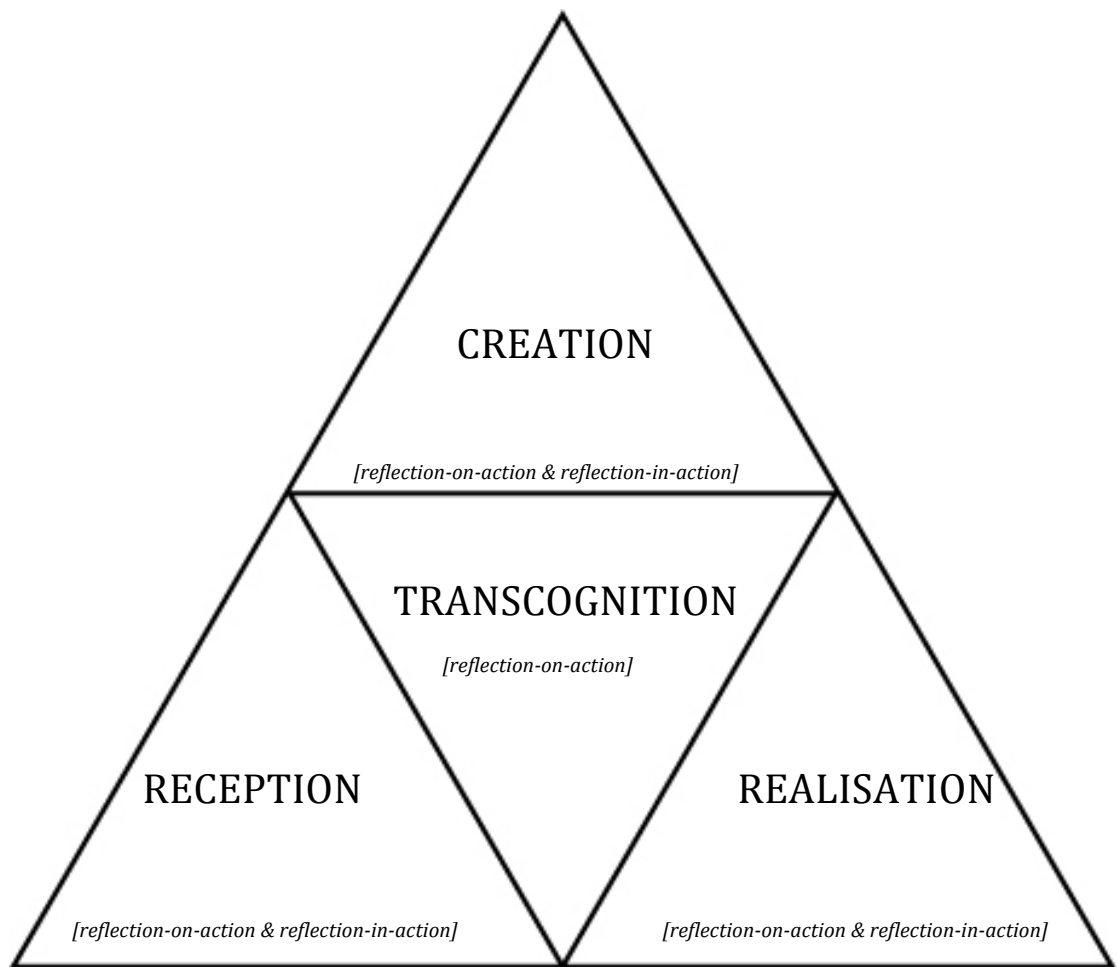 CREATION
[reflection-on-action & reflection-in-action]
TRANSCOGNITION
[reflection-on-action]
RECEPTION
REALISATION
[reflection-on-action & reflection-in-action]
[reflection-on-action & reflection-in-action]